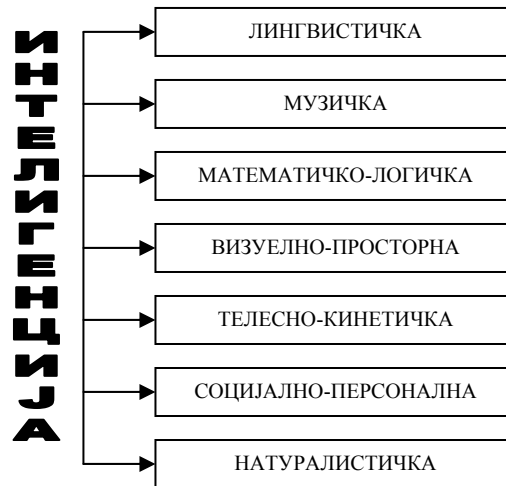 ИНТЕЛИГЕНЦИЈА
ЛИНГВИСТИЧКА
МУЗИЧКА
МАТЕМАТИЧКО-ЛОГИЧКА
ВИЗУЕЛНО-ПРОСТОРНА
ТЕЛЕСНО-КИНЕТИЧКА
СОЦИЈАЛНО-ПЕРСОНАЛНА
НАТУРАЛИСТИЧКА